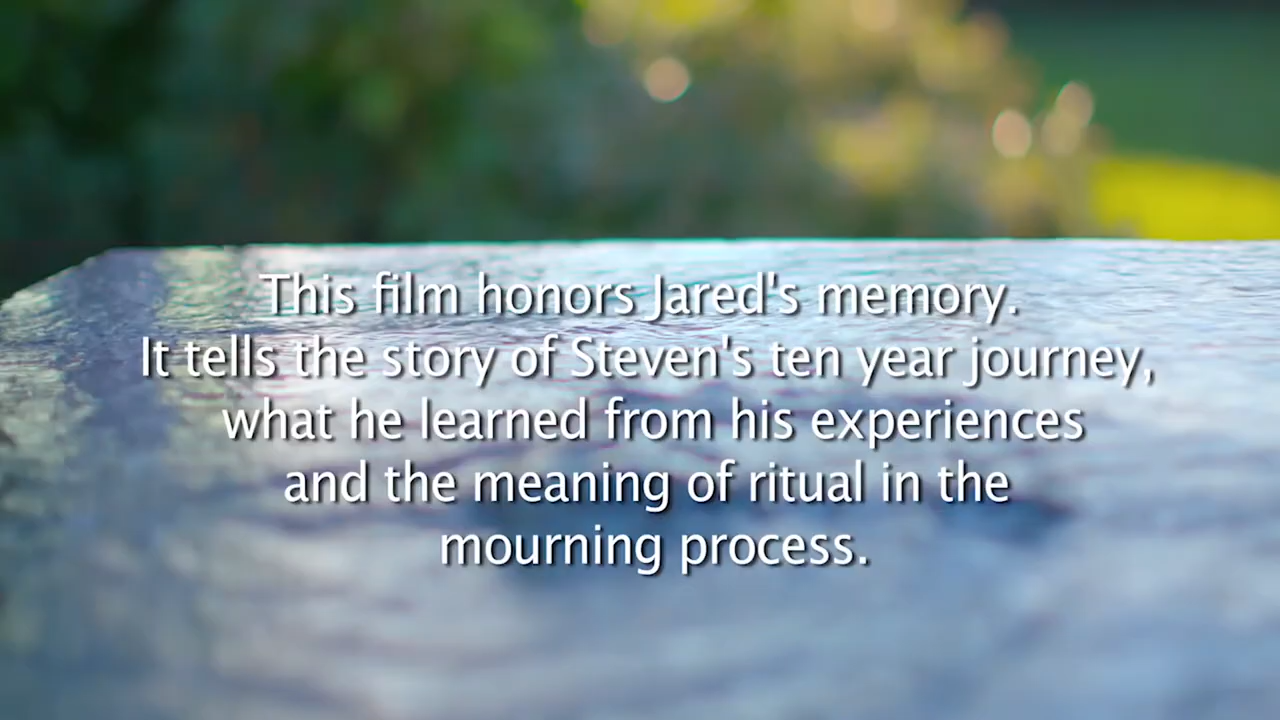 This film honors Jared's memory.
It tells the story of Steven's ten year journey,
what he learned from his experiences
and the meaning of ritual in the
mourning process.